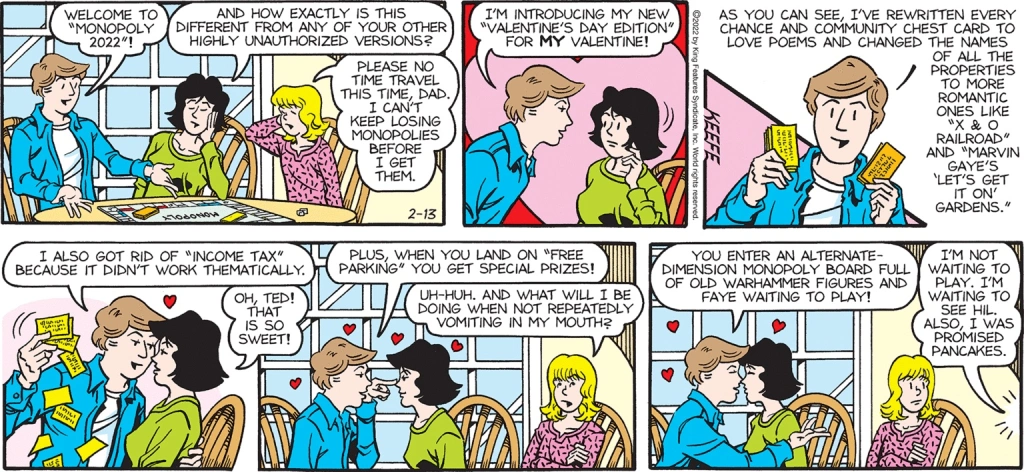 WELCOME TO
"MONOPOLY
2022"!
AND HOW EXACTLY IS THIS
DIFFERENT FROM ANY OF YOUR OTHER
HIGHLY UNAUTHORIZED VERSIONS?
PLEASE NO
TIME TRAVEL
THIS TIME, DAD.
I CAN'T
KEEP LOSING
MONOPOLIES
BEFORE
I GET
THEM.
MONOPOLY
2-13
I'M INTRODUCING MY NEW
"VALENTINE'S DAY EDITION"
FOR MY VALENTINE!
©2022 by King Features Syndicate, Inc. World rights reserved.
AS YOU CAN SEE, I'VE REWRITTEN EVERY
CHANCE AND COMMUNITY CHEST CARD TO
LOVE POEMS AND CHANGED THE NAMES
OF ALL THE
PROPERTIES
TO MORE
ROMANTIC
ONES LIKE
"X & O
RAILROAD"
AND "MARVIN
GAYE'S
'LET'S GET
IT ON'
GARDENS."
KEEFE
I ALSO GOT RID OF "INCOME TAX"
BECAUSE IT DIDN'T WORK THEMATICALLY.
OH, TED!
THAT
IS SO
SWEET!
PLUS, WHEN YOU LAND ON "FREE
PARKING" YOU GET SPECIAL PRIZES!
UH-HUH. AND WHAT WILL I BE
DOING WHEN NOT REPEATEDLY
VOMITING IN MY MOUTH?
YOU ENTER AN ALTERNATE-
DIMENSION MONOPOLY BOARD FULL
OF OLD WARHAMMER FIGURES AND
FAYE WAITING TO PLAY!
I'M NOT
WAITING TO
PLAY. I'M
WAITING TO
SEE HIL.
ALSO, I WAS
PROMISED
PANCAKES.